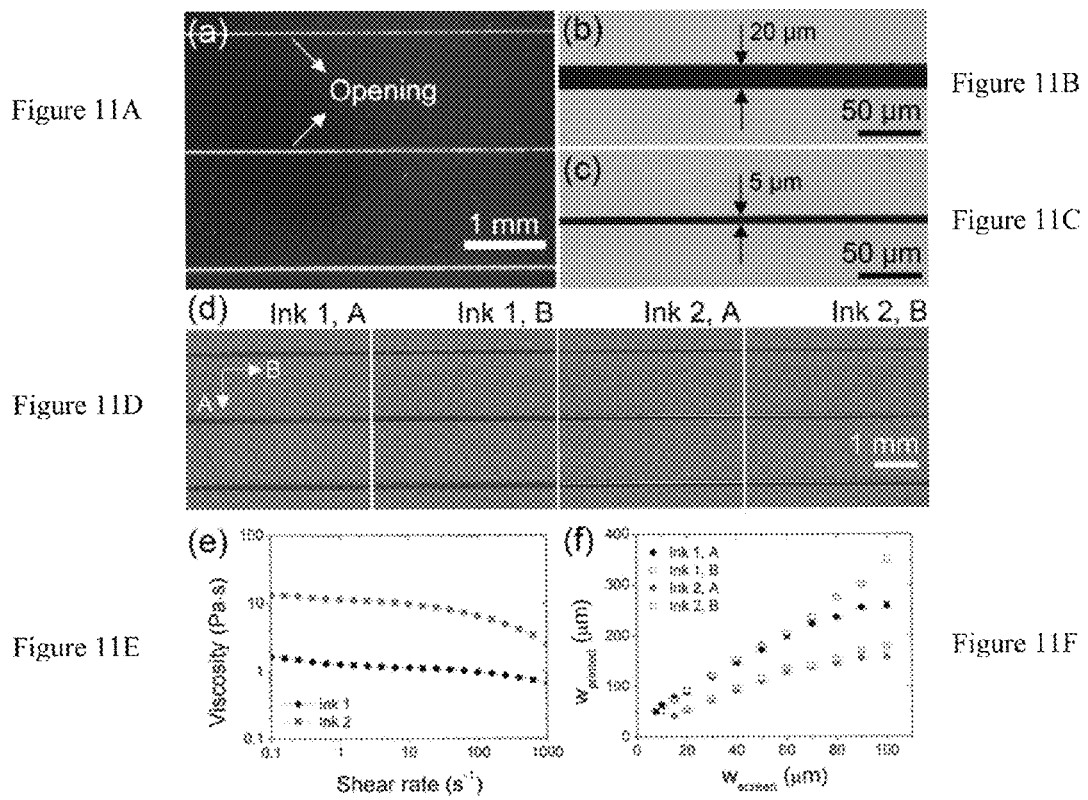 Figure 11A
(a)
Opening
1 mm
(b)
20 µm
50 µm
Figure 11B
(c)
5 µm
50 µm
Figure 11C
Figure 11D
(d)
Ink 1, A
Ink 1, B
Ink 2, A
Ink 2, B
B
A
1 mm
Figure 11E
(e)
Viscosity (Pa s)
100
10
1
0.1
Ink 1
Ink 2
0.1
1
10
100
1000
Shear rate (s⁻¹)
(f)
400
300
200
100
0
Ink 1, A
Ink 1, B
Ink 2, A
Ink 2, B
0
20
40
60
80
100
w screen (µm)
(µm)
Figure 11F